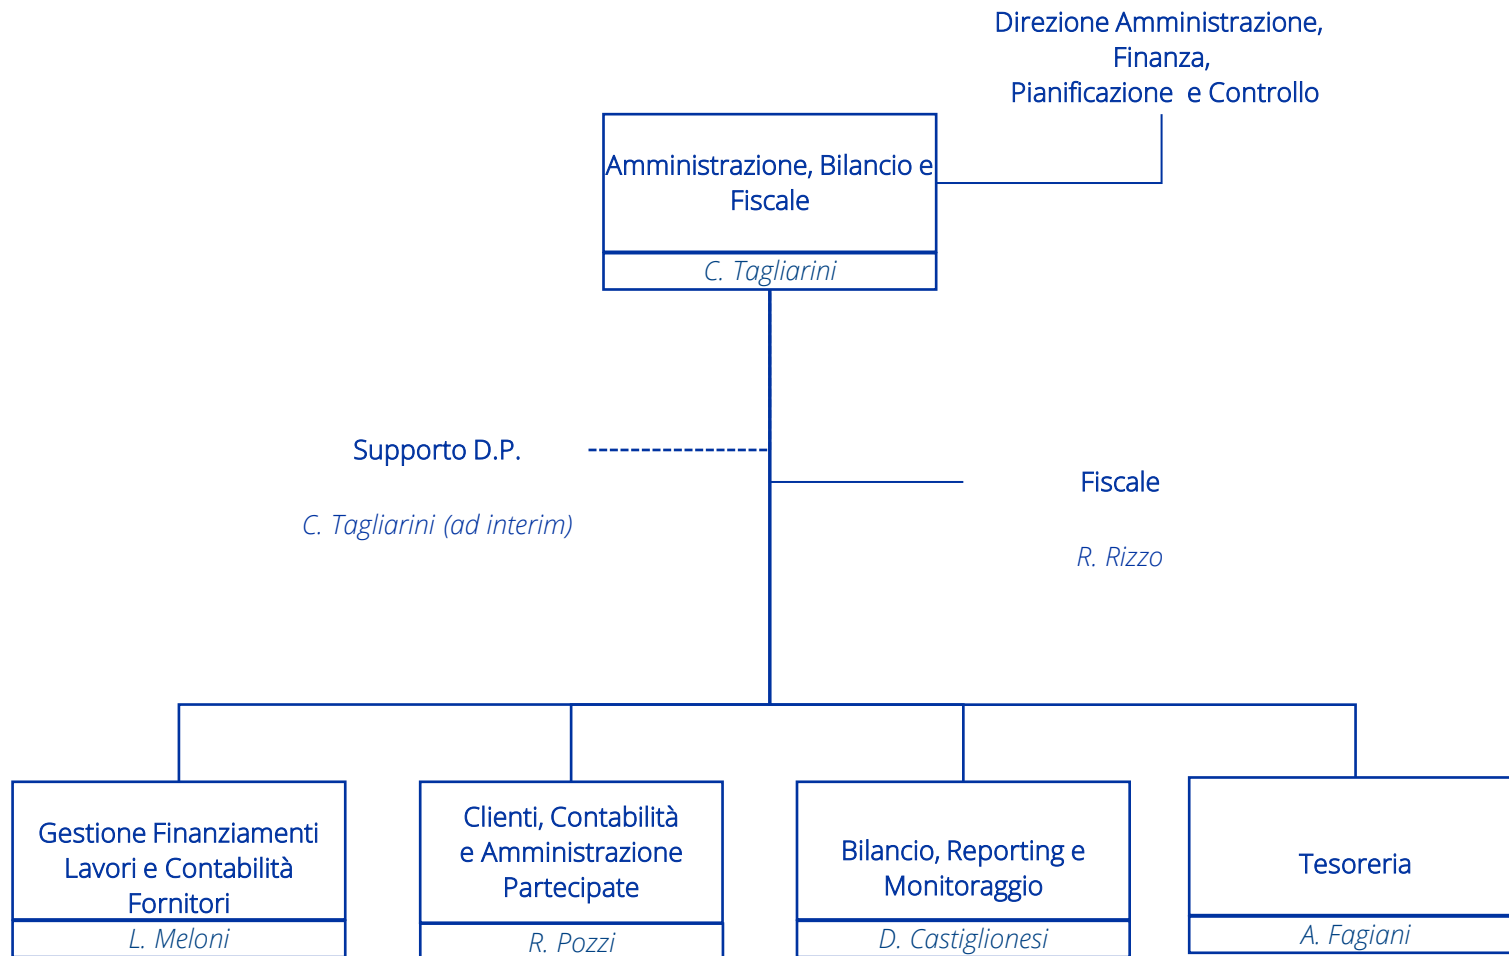 Direzione Amministrazione,
Finanza,
Pianificazione e Controllo
Amministrazione, Bilancio e
Fiscale
C. Tagliarini
Supporto D.P.
C. Tagliarini (ad interim)
Fiscale
R. Rizzo
Gestione Finanziamenti
Lavori e Contabilità
Fornitori
L. Meloni
Clienti, Contabilità
e Amministrazione
Partecipate
R. Pozzi
Bilancio, Reporting e
Monitoraggio
D. Castiglionesi
Tesoreria
A. Fagiani